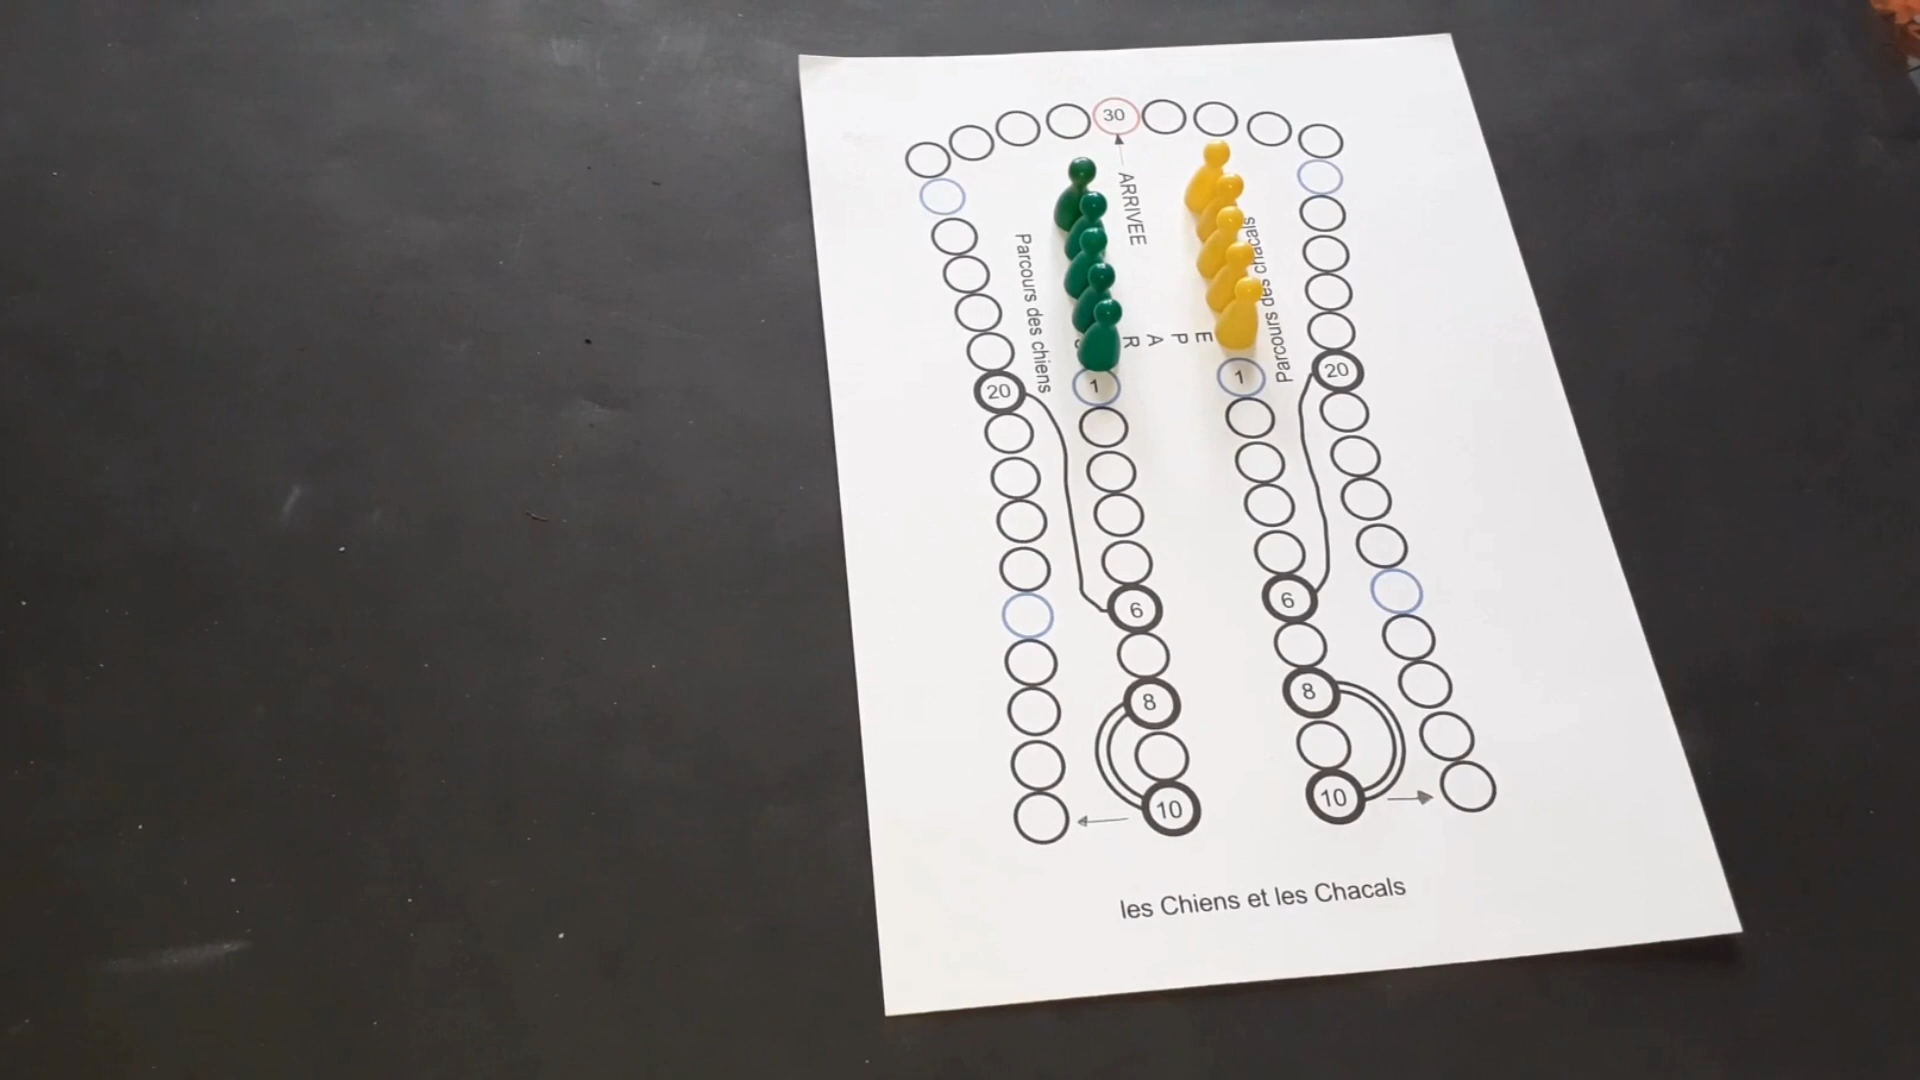 30
ARRIVEE
Parcours des chiens
Parcours des chacals
R A P E
1
1
20
20
6
6
8
8
10
10
les Chiens et les Chacals